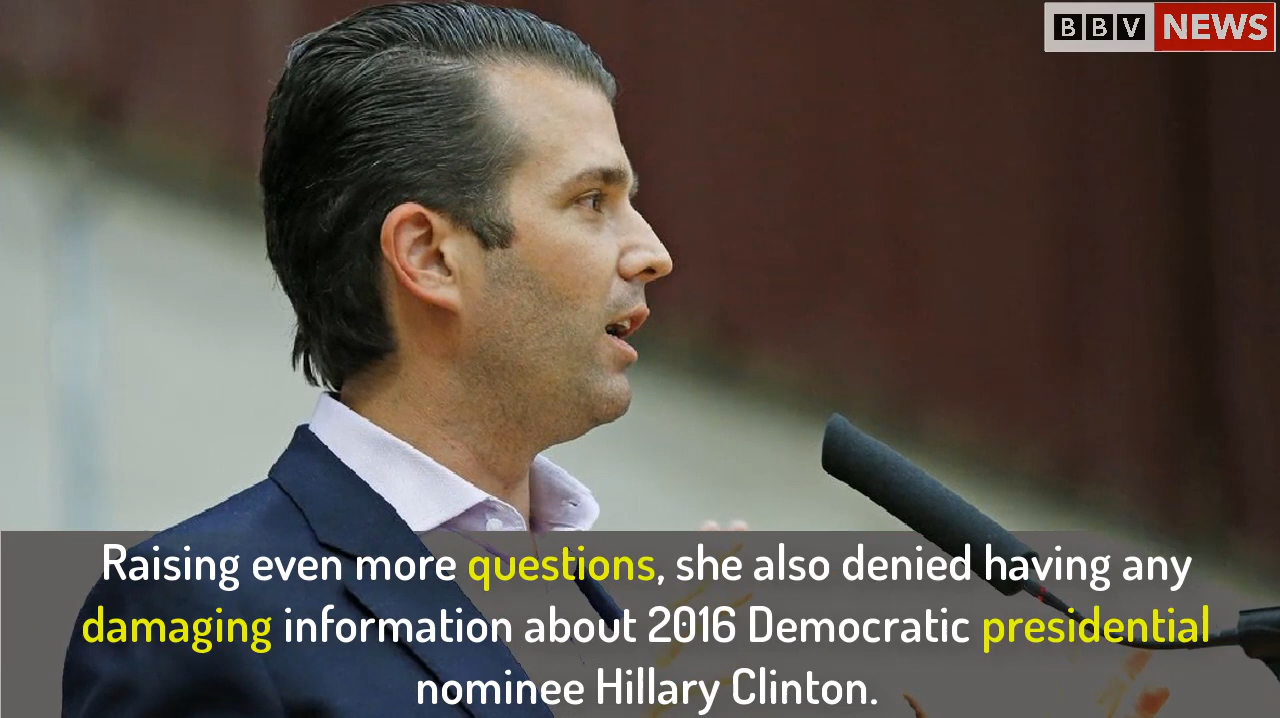 BBV NEWS
Raising even more questions, she also denied having any
damaging information about 2016 Democratic presidential
nominee Hillary Clinton.